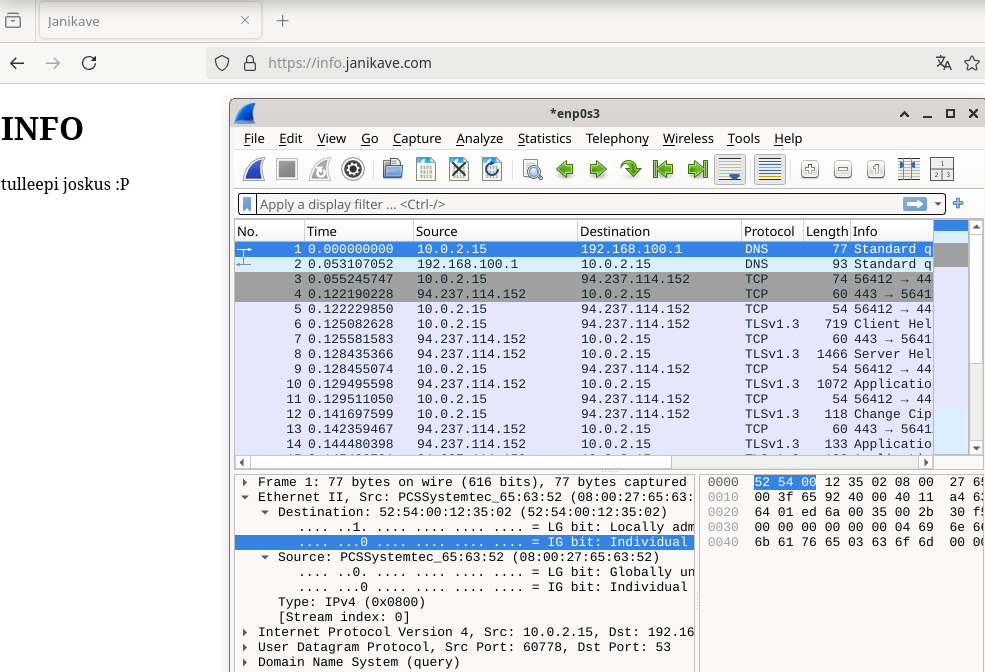 Janikave
https://info.janikave.com
INFO
tulleepi joskus :P
*enp0s3
File Edit View Go Capture Analyze Statistics Telephony Wireless Tools Help
Apply a display filter ... <Ctrl-/>
No. Time Source Destination Protocol Length Info
1 0.000000000 10.0.2.15 192.168.100.1 DNS 77 Standard q
2 0.053107052 192.168.100.1 10.0.2.15 DNS 93 Standard q
3 0.055245747 10.0.2.15 94.237.114.152 TCP 74 56412 → 44
4 0.122190228 94.237.114.152 10.0.2.15 TCP 60 443 → 5641
5 0.122229850 10.0.2.15 94.237.114.152 TCP 54 56412 → 44
6 0.125082628 10.0.2.15 94.237.114.152 TLSv1.3 719 Client Hel
7 0.125581583 94.237.114.152 10.0.2.15 TCP 60 443 → 5641
8 0.128435366 94.237.114.152 10.0.2.15 TLSv1.3 1466 Server Hel
9 0.128455074 10.0.2.15 94.237.114.152 TCP 54 56412 → 44
10 0.129495598 94.237.114.152 10.0.2.15 TLSv1.3 1072 Applicatio
11 0.129511050 10.0.2.15 94.237.114.152 TCP 54 56412 → 44
12 0.141697599 10.0.2.15 94.237.114.152 TLSv1.3 118 Change Cip
13 0.142359467 94.237.114.152 10.0.2.15 TCP 60 443 → 5641
14 0.144480398 94.237.114.152 10.0.2.15 TLSv1.3 133 Applicatio
Frame 1: 77 bytes on wire (616 bits), 77 bytes captured
Ethernet II, Src: PCSSystemtec_65:63:52 (08:00:27:65:63:
Destination: 52:54:00:12:35:02 (52:54:00:12:35:02)
.... ..1. .... .... .... .... = LG bit: Locally adm
.... ...0 .... .... .... .... = IG bit: Individual
Source: PCSSystemtec_65:63:52 (08:00:27:65:63:52)
.... ..0. .... .... .... .... = LG bit: Globally un
.... ...0 .... .... .... .... = IG bit: Individual
Type: IPv4 (0x0800)
[Stream index: 0]
Internet Protocol Version 4, Src: 10.0.2.15, Dst: 192.16
User Datagram Protocol, Src Port: 60778, Dst Port: 53
Domain Name System (query)
0000 52 54 00 12 35 02 08 00 27 65
0010 00 3f 65 92 40 00 40 11 a4 63
0020 64 01 ed 6a 00 35 00 2b 30 f5
0030 00 00 00 00 00 00 04 69 6e 66
0040 6b 61 76 65 03 63 6f 6d 00 00